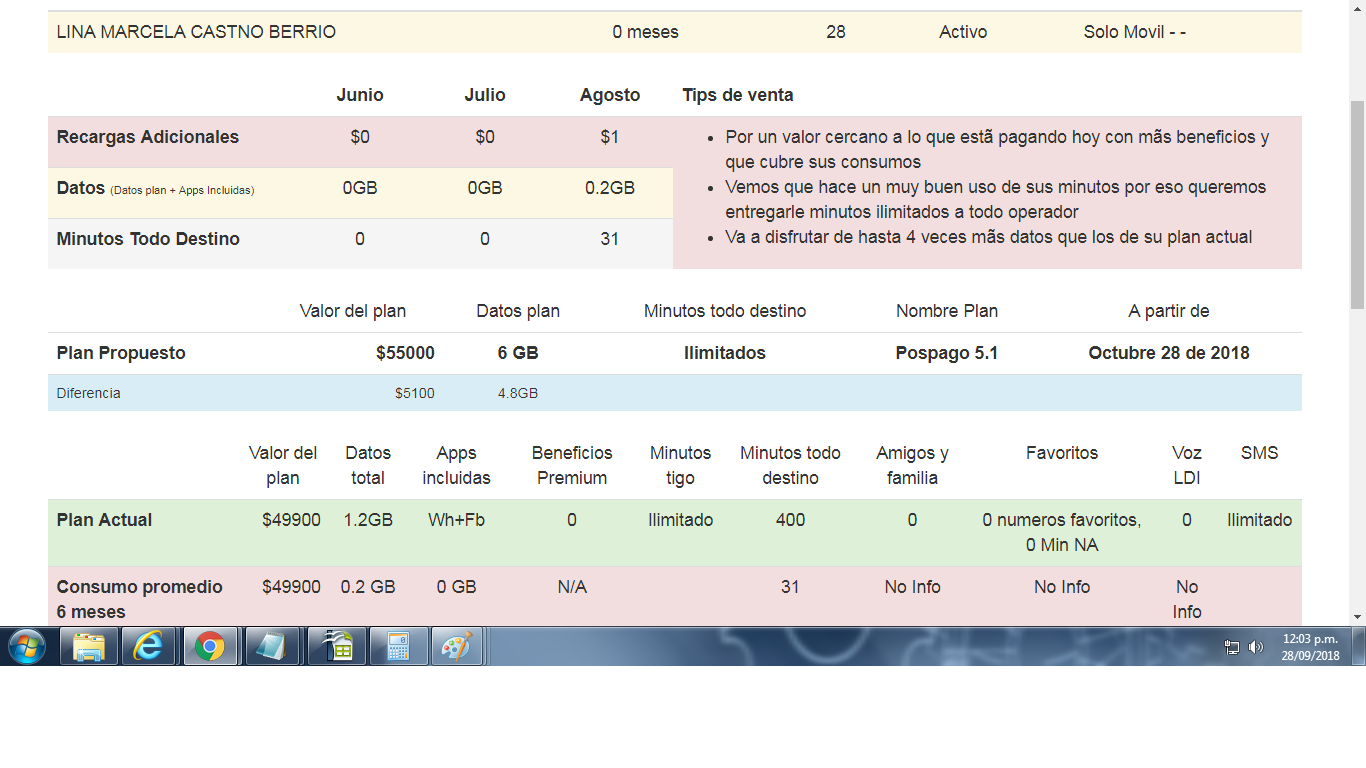 LINA MARCELA CASTNO BERRIO 0 meses 28 Activo Solo Movil - -
Junio Julio Agosto Tips de venta
Recargas Adicionales $0 $0 $1
Datos (Datos plan + Apps Incluidas) 0GB 0GB 0.2GB
Minutos Todo Destino 0 0 31
• Por un valor cercano a lo que estã pagando hoy con mãs beneficios y
que cubre sus consumos
• Vemos que hace un muy buen uso de sus minutos por eso queremos
entregarle minutos ilimitados a todo operador
• Va a disfrutar de hasta 4 veces mãs datos que los de su plan actual
Valor del plan Datos plan Minutos todo destino Nombre Plan A partir de
Plan Propuesto $55000 6 GB Ilimitados Pospago 5.1 Octubre 28 de 2018
Diferencia $5100 4.8GB
Valor del Datos Apps Beneficios Minutos Minutos todo Amigos y Favoritos Voz SMS
plan total incluidas Premium tigo destino familia LDI
Plan Actual $49900 1.2GB Wh+Fb 0 Ilimitado 400 0 0 numeros favoritos, 0 Ilimitado
0 Min NA
Consumo promedio $49900 0.2 GB 0 GB N/A 31 No Info No Info No
6 meses Info
12:03 p.m.
28/09/2018